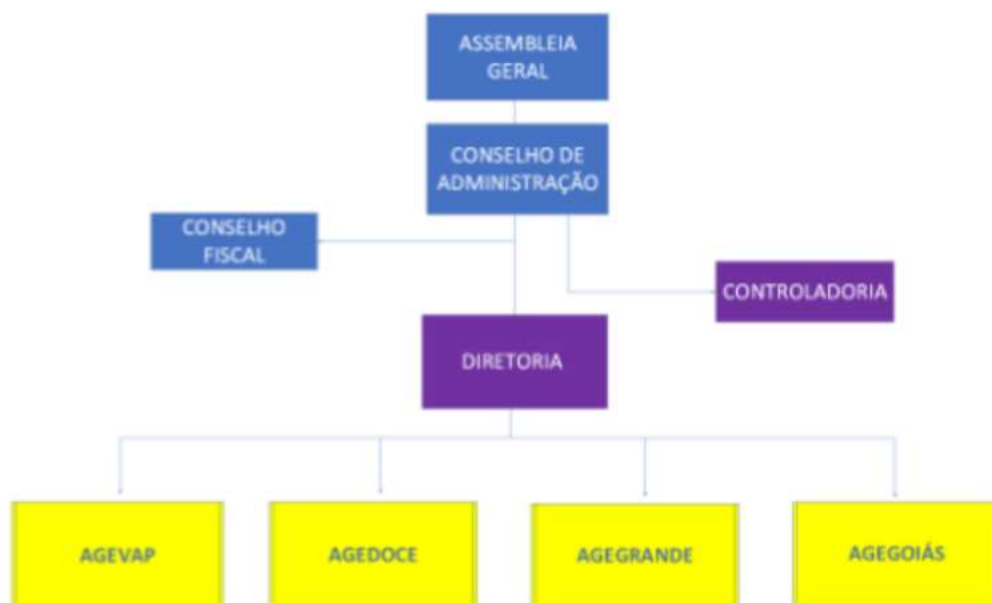 ASSEMBLEIA
GERAL
CONSELHO DE
ADMINISTRAÇÃO
CONSELHO
FISCAL
CONTROLADORIA
DIRETORIA
AGEVAP
AGEDOCE
AGEGRANDE
AGEGOIÁS